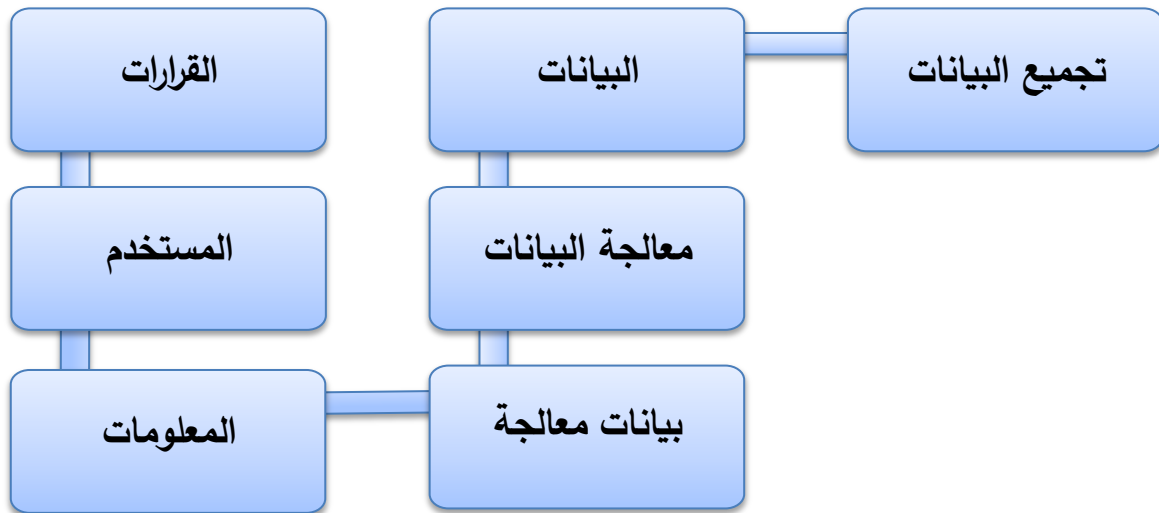 تجميع البيانات
البيانات
القرارات
معالجة البيانات
المستخدم
بيانات معالجة
المعلومات